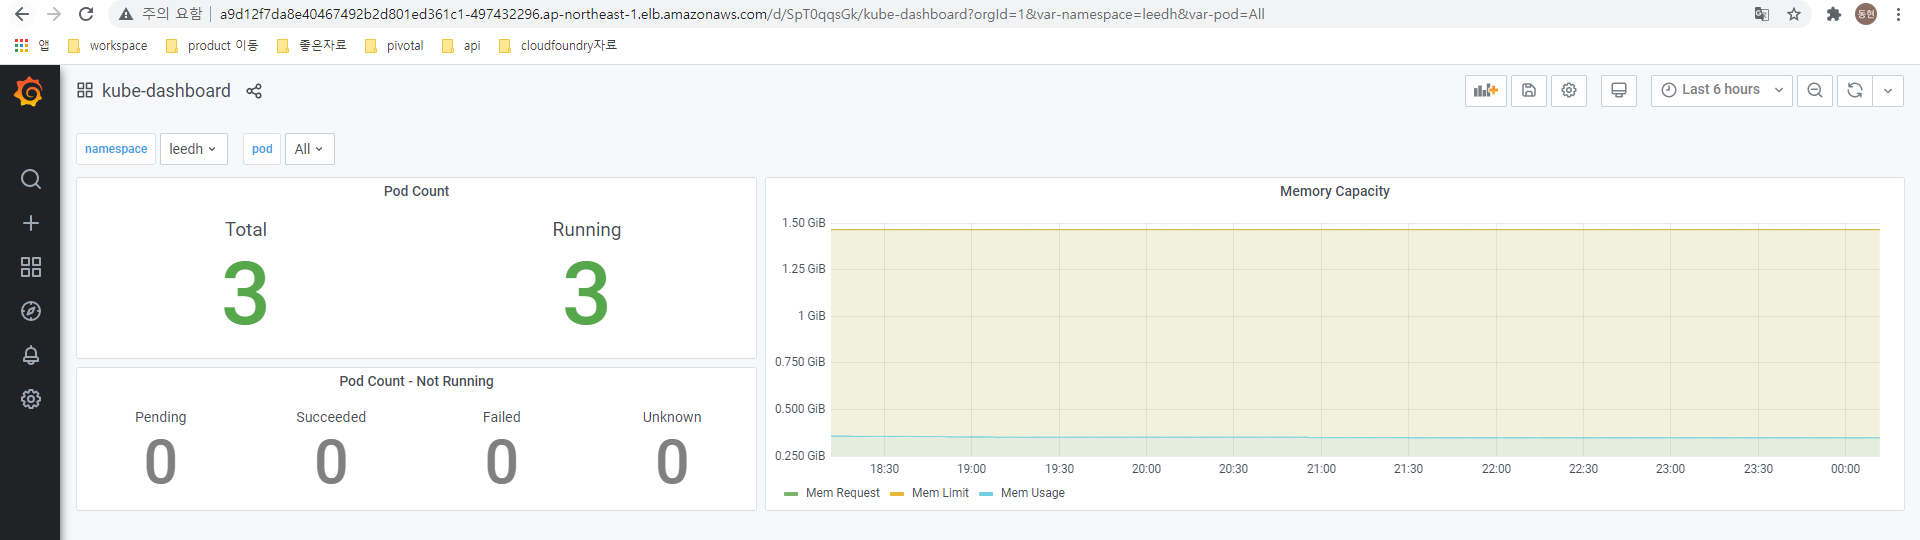 주의 요함 a9d12f7da8e40467492b2d801ed361c1-497432296.ap-northeast-1.elb.amazonaws.com/d/SpT0qqsGk/kube-dashboard?orgId=1&var-namespace=leedh&var-pod=All
동현
앱 workspace product 이동 좋은자료 pivotal api cloudfoundry자료
kube-dashboard
Last 6 hours
namespace leedh pod All
Pod Count
Total Running
3 3
Pod Count - Not Running
Pending Succeeded Failed Unknown
0 0 0 0
Memory Capacity
1.50 GiB
1.25 GiB
1 GiB
0.750 GiB
0.500 GiB
0.250 GiB
18:30 19:00 19:30 20:00 20:30 21:00 21:30 22:00 22:30 23:00 23:30 00:00
Mem Request Mem Limit Mem Usage